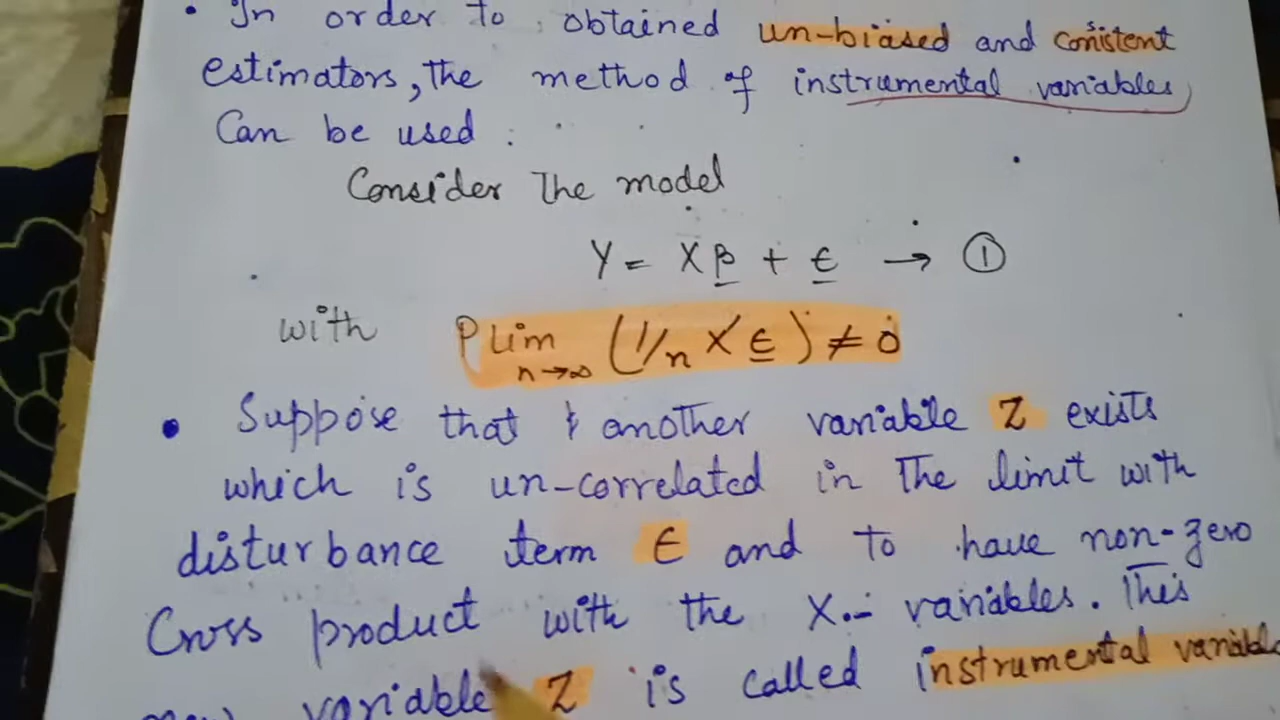 • In order to obtained un-biased and consistent
estimators, the method of instrumental variables
Can be used :
Consider The model
Y = Xβ + ε → ①
with Plim n→∞ (1/n X'ε) ≠ 0
• Suppose that another variable Z exists
which is un-correlated in The limit with
disturbance term ε and to have non-zero
Cross product with the X.- variables. This
variable Z is called instrumental variable